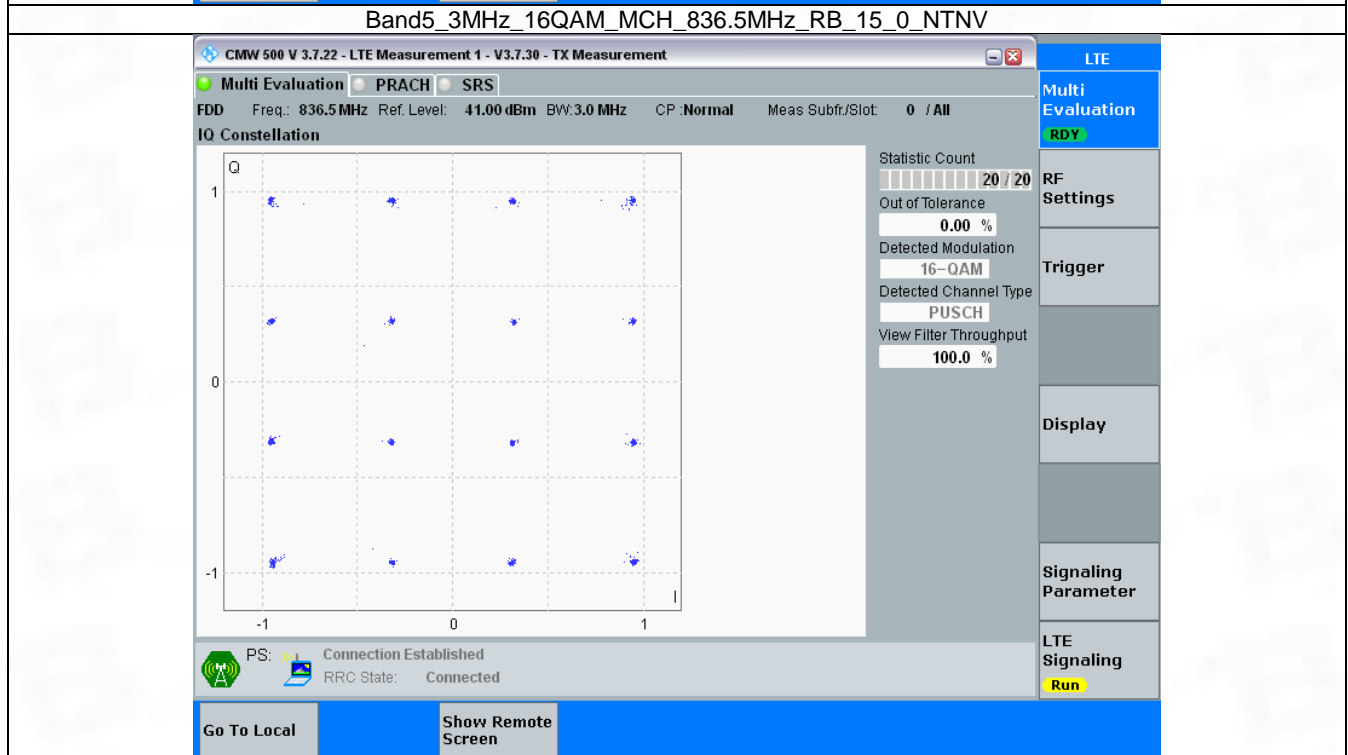 Band5_3MHz_16QAM_MCH_836.5MHz_RB_15_0_NTNV
CMW 500 V 3.7.22 - LTE Measurement 1 - V3.7.30 - TX Measurement
LTE
Multi Evaluation PRACH SRS
Multi
Evaluation
RDY
FDD Freq.: 836.5 MHz Ref. Level: 41.00 dBm BW: 3.0 MHz CP :Normal Meas Subfr./Slot: 0 / All
IQ Constellation
Q
1
0
-1
I
-1 0 1
Statistic Count
20 / 20
Out of Tolerance
0.00 %
Detected Modulation
16-QAM
Detected Channel Type
PUSCH
View Filter Throughput
100.0 %
RF
Settings
Trigger
Display
Signaling
Parameter
LTE
Signaling
Run
PS: Connection Established
RRC State: Connected
Go To Local
Show Remote
Screen